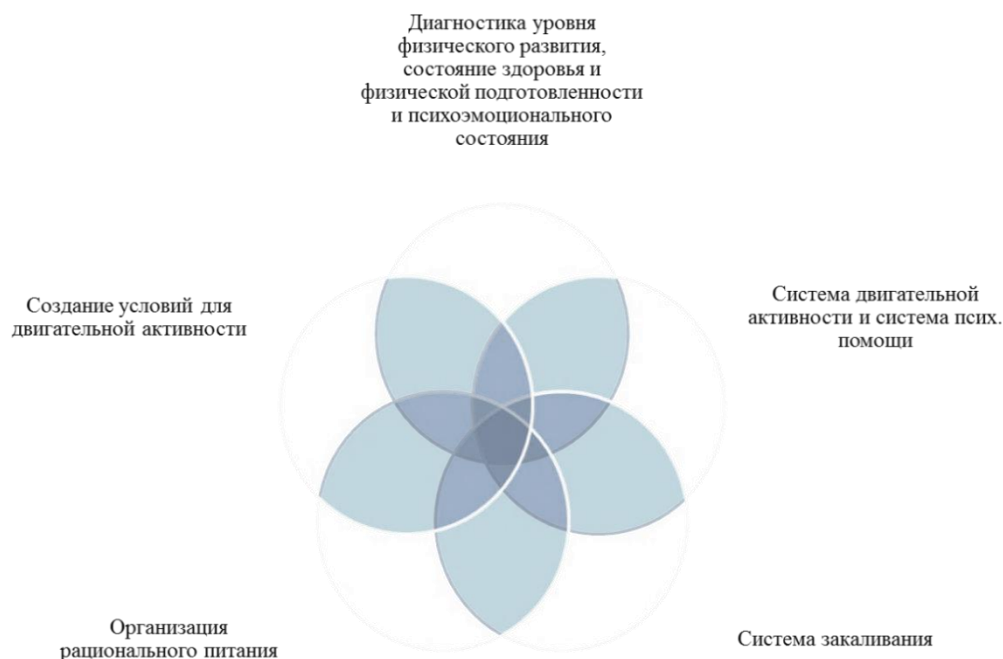 Диагностика уровня
физического развития,
состояние здоровья и
физической подготовленности
и психоэмоционального
состояния
Создание условий для
двигательной активности
Система двигательной
активности и система псих.
помощи
Организация
рационального питания
Система закаливания